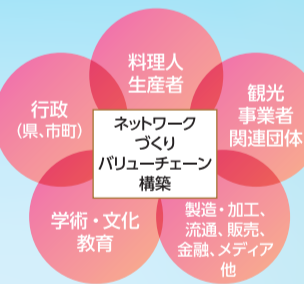 料理人
生産者
行政
(県、市町)
観光
事業者
関連団体
ネットワーク
づくり
バリューチェーン
構築
学術・文化
教育
製造・加工、
流通、販売、
金融、メディア
他